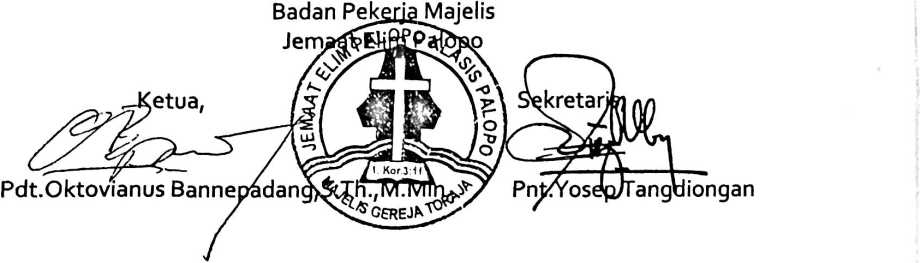 Badan Pekerja Majelis
Jemaat Elim Palopo
Ketua,
Sekretaris
Pdt.Oktovianus Bannepadang,S.Th., M.Min.
Pnt.Yosep Tangdiongan
JEMAAT ELIM PALOPO KLASIS PALOPO
I. Kor.3:11
MAJELIS GEREJA TORAJA